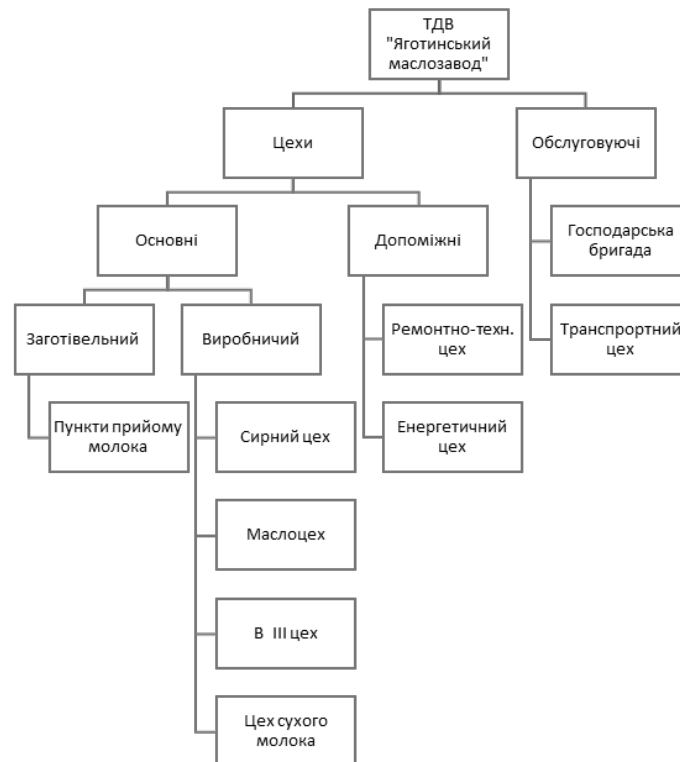 ТДВ
"Яготинський
маслозавод"
Цехи
Обслуговуючі
Основні
Допоміжні
Господарська
бригада
Заготівельний
Виробничий
Ремонтно-техн.
цех
Транспрортний
цех
Пункти прийому
молока
Сирний цех
Енергетичний
цех
Маслоцех
В III цех
Цех сухого
молока